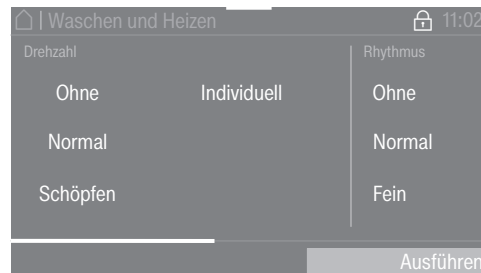 | Waschen und Heizen 11:02
Drehzahl Rhythmus
Ohne Individuell Ohne
Normal Normal
Schöpfen Fein
Ausführen